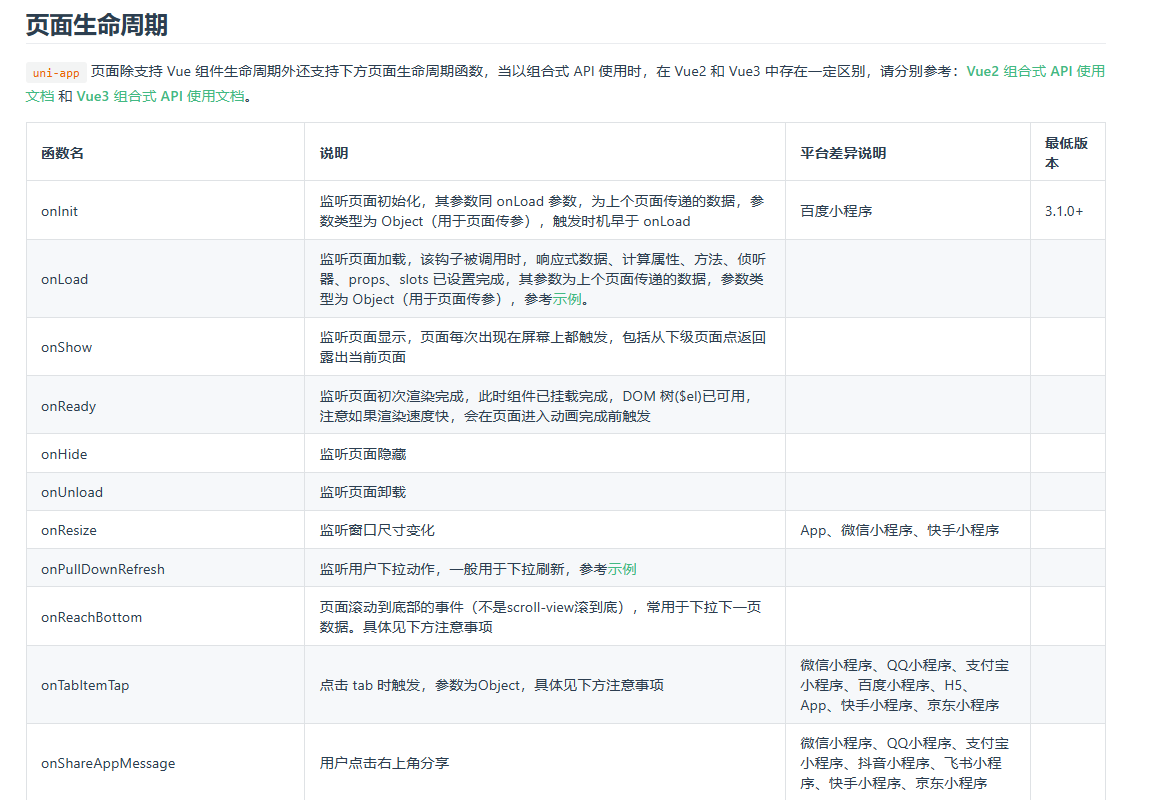 页面生命周期
uni-app 页面除支持 Vue 组件生命周期外还支持下方页面生命周期函数，当以组合式 API 使用时，在 Vue2 和 Vue3 中存在一定区别，请分别参考：Vue2 组合式 API 使用
文档 和 Vue3 组合式 API 使用文档。
函数名
说明
平台差异说明
最低版
本
onInit
监听页面初始化，其参数同 onLoad 参数，为上个页面传递的数据，参
数类型为 Object（用于页面传参），触发时机早于 onLoad
百度小程序
3.1.0+
onLoad
监听页面加载，该钩子被调用时，响应式数据、计算属性、方法、侦听
器、props、slots 已设置完成，其参数为上个页面传递的数据，参数类
型为 Object（用于页面传参），参考示例。
onShow
监听页面显示，页面每次出现在屏幕上都触发，包括从下级页面点返回
露出当前页面
onReady
监听页面初次渲染完成，此时组件已挂载完成，DOM 树($el)已可用，
注意如果渲染速度快，会在页面进入动画完成前触发
onHide
监听页面隐藏
onUnload
监听页面卸载
onResize
监听窗口尺寸变化
App、微信小程序、快手小程序
onPullDownRefresh
监听用户下拉动作，一般用于下拉刷新，参考示例
onReachBottom
页面滚动到底部的事件（不是scroll-view滚到底），常用于下拉下一页
数据。具体见下方注意事项
onTabItemTap
点击 tab 时触发，参数为Object，具体见下方注意事项
微信小程序、QQ小程序、支付宝
小程序、百度小程序、H5、
App、快手小程序、京东小程序
onShareAppMessage
用户点击右上角分享
微信小程序、QQ小程序、支付宝
小程序、抖音小程序、飞书小程
序、快手小程序、京东小程序